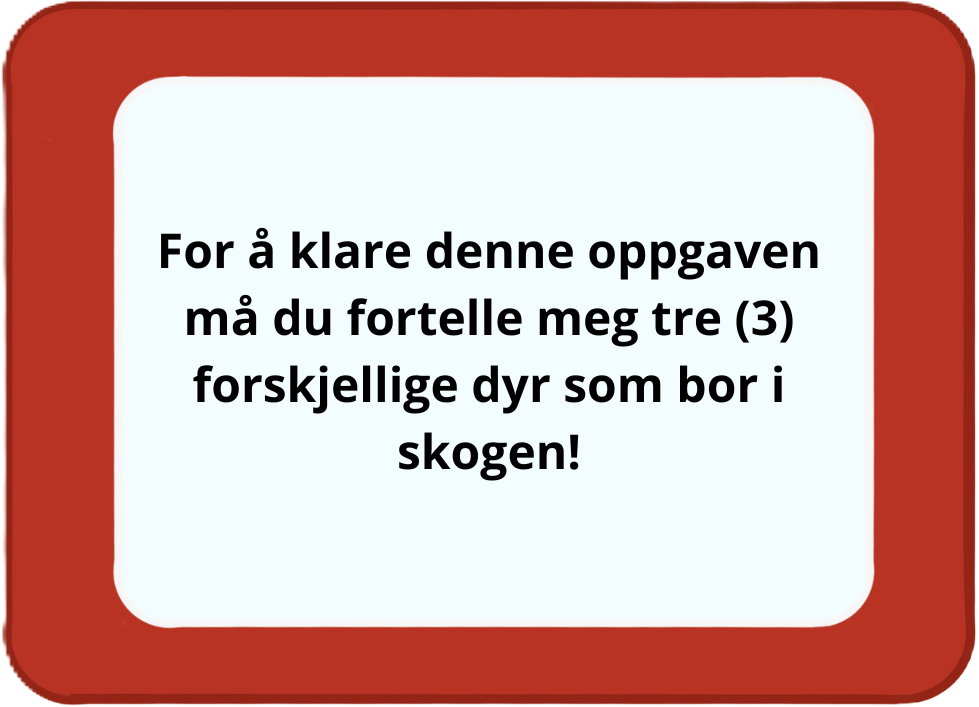 For å klare denne oppgaven
må du fortelle meg tre (3)
forskjellige dyr som bor i
skogen!